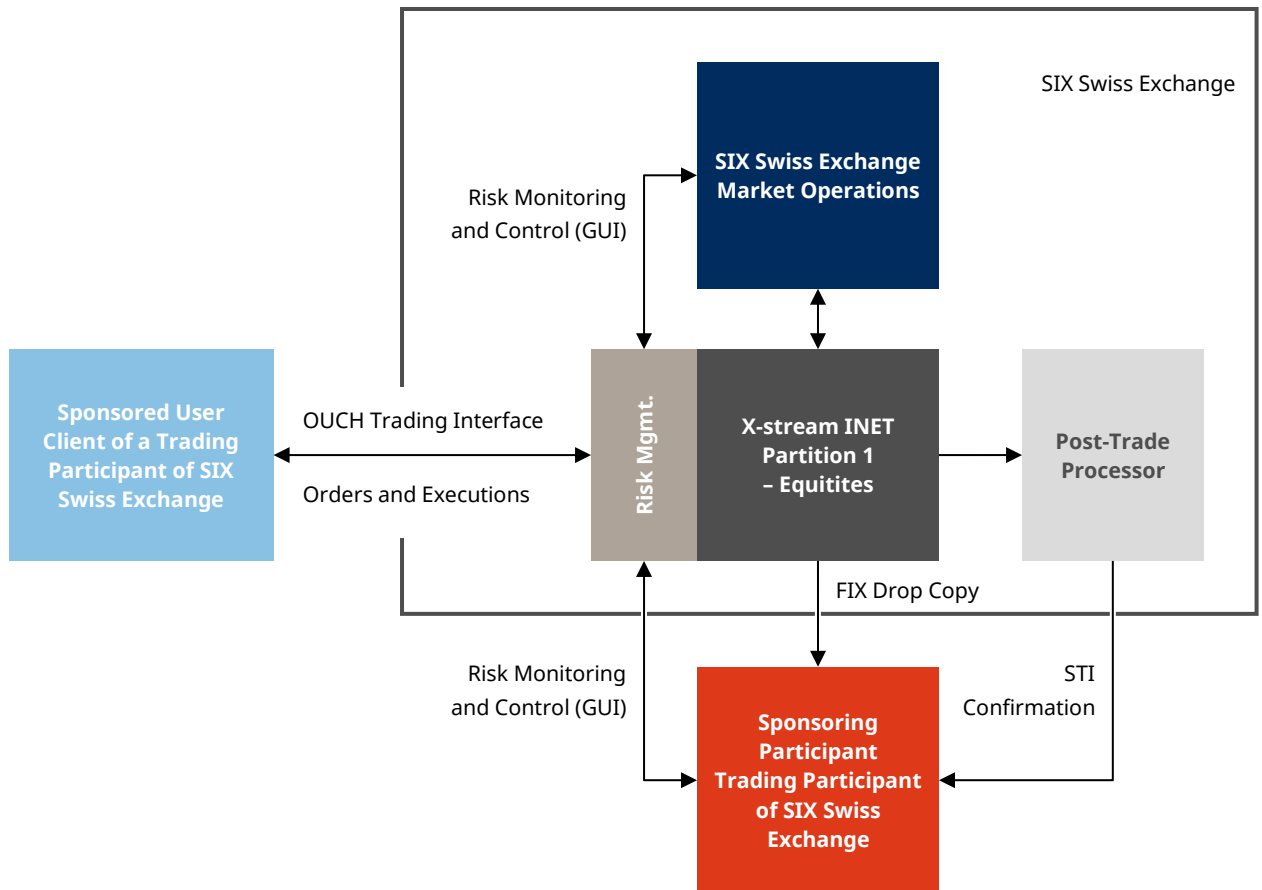 SIX Swiss Exchange
SIX Swiss Exchange
Market Operations
Risk Monitoring
and Control (GUI)
Sponsored User
Client of a Trading
Participant of SIX
Swiss Exchange
OUCH Trading Interface
Orders and Executions
Risk Mgmt.
X-stream INET
Partition 1
– Equitites
Post-Trade
Processor
FIX Drop Copy
Risk Monitoring
and Control (GUI)
STI
Confirmation
Sponsoring
Participant
Trading Participant
of SIX Swiss
Exchange